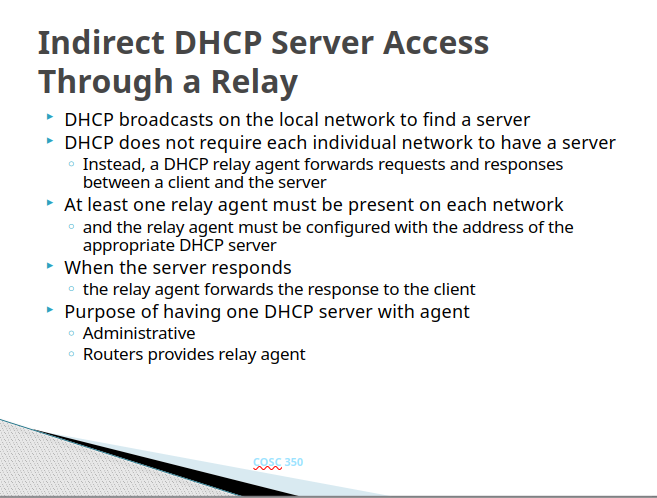 Indirect DHCP Server Access
Through a Relay
DHCP broadcasts on the local network to find a server
DHCP does not require each individual network to have a server
Instead, a DHCP relay agent forwards requests and responses
between a client and the server
At least one relay agent must be present on each network
and the relay agent must be configured with the address of the
appropriate DHCP server
When the server responds
the relay agent forwards the response to the client
Purpose of having one DHCP server with agent
Administrative
Routers provides relay agent
COSC 350